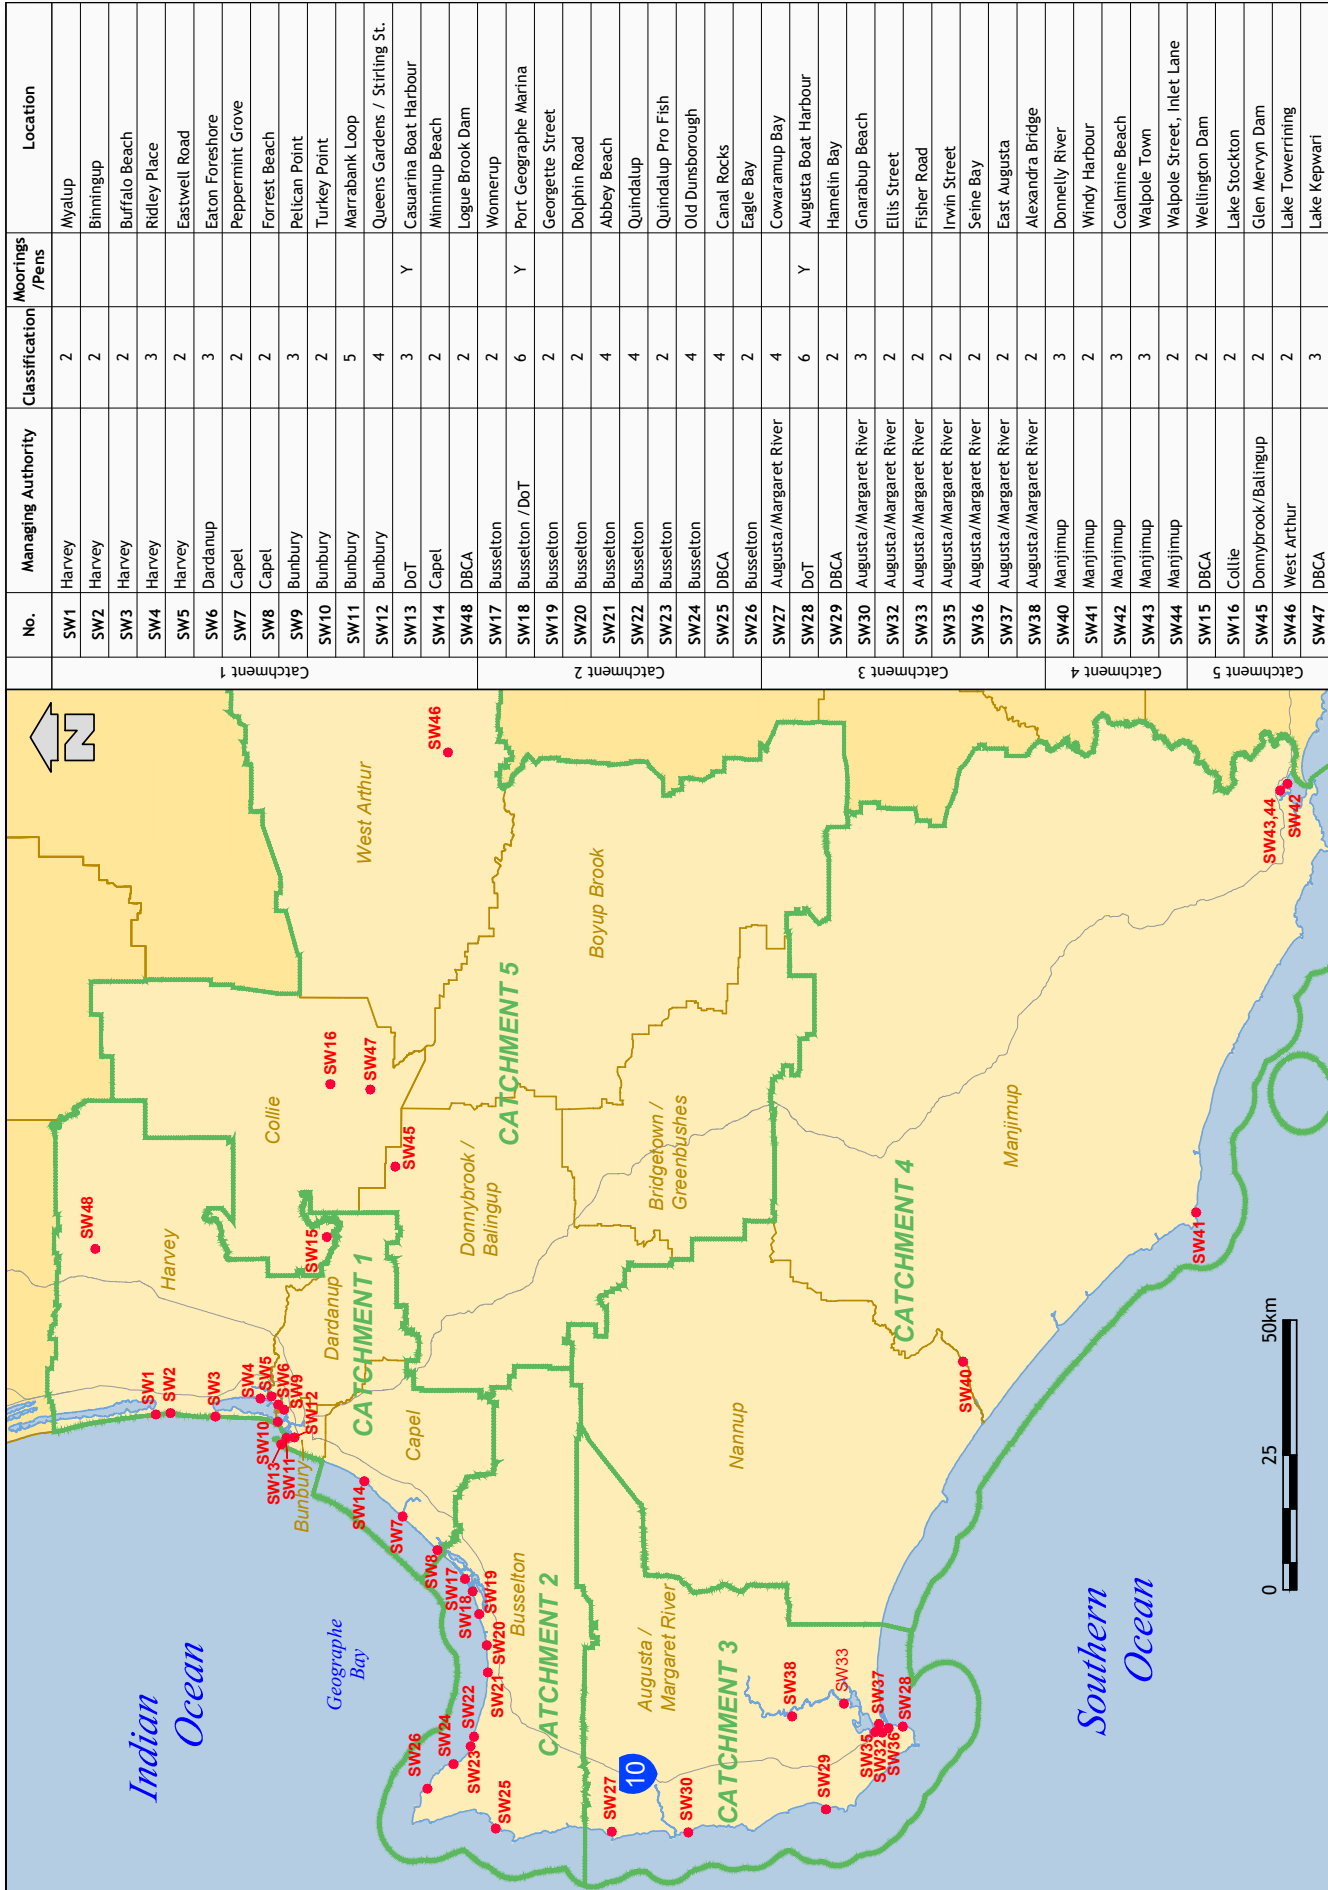 Indian
Ocean
Geographe
Bay
Southern
Ocean
N
CATCHMENT 1
CATCHMENT 2
CATCHMENT 3
CATCHMENT 4
CATCHMENT 5
Harvey
Collie
West Arthur
Dardanup
Bunbury
Capel
Donnybrook /
Balingup
Boyup Brook
Bridgetown /
Greenbushes
Busselton
Augusta /
Margaret River
Nannup
Manjimup
10
SW48
SW1
SW2
SW3
SW4
SW5
SW6
SW9
SW12
SW10
SW13
SW11
SW14
SW7
SW8
SW15
SW16
SW47
SW45
SW46
SW17
SW18
SW19
SW20
SW21
SW22
SW23
SW24
SW26
SW25
SW27
SW30
SW29
SW38
SW33
SW37
SW28
SW35
SW32
SW36
SW40
SW41
SW43,44
SW42
0 25 50km
No. Managing Authority Classification Moorings /Pens Location
Catchment 1
SW1 Harvey 2 Myalup
SW2 Harvey 2 Binningup
SW3 Harvey 2 Buffalo Beach
SW4 Harvey 3 Ridley Place
SW5 Harvey 2 Eastwell Road
SW6 Dardanup 3 Eaton Foreshore
SW7 Capel 2 Peppermint Grove
SW8 Capel 2 Forrest Beach
SW9 Bunbury 3 Pelican Point
SW10 Bunbury 2 Turkey Point
SW11 Bunbury 5 Marrabank Loop
SW12 Bunbury 4 Queens Gardens / Stirling St.
SW13 DoT 3 Y Casuarina Boat Harbour
SW14 Capel 2 Minninup Beach
SW48 DBCA 2 Logue Brook Dam
Catchment 2
SW17 Busselton 2 Wonnerup
SW18 Busselton /DoT 6 Y Port Geographe Marina
SW19 Busselton 2 Georgette Street
SW20 Busselton 2 Dolphin Road
SW21 Busselton 4 Abbey Beach
SW22 Busselton 4 Quindalup
SW23 Busselton 2 Quindalup Pro Fish
SW24 Busselton 4 Old Dunsborough
SW25 DBCA 4 Canal Rocks
SW26 Busselton 2 Eagle Bay
Catchment 3
SW27 Augusta/Margaret River 4 Cowaramup Bay
SW28 DoT 6 Y Augusta Boat Harbour
SW29 DBCA 2 Hamelin Bay
SW30 Augusta/Margaret River 3 Gnarabup Beach
SW32 Augusta/Margaret River 2 Ellis Street
SW33 Augusta/Margaret River 2 Fisher Road
SW35 Augusta/Margaret River 2 Irwin Street
SW36 Augusta/Margaret River 2 Seine Bay
SW37 Augusta/Margaret River 2 East Augusta
SW38 Augusta/Margaret River 2 Alexandra Bridge
Catchment 4
SW40 Manjimup 3 Donnelly River
SW41 Manjimup 2 Windy Harbour
SW42 Manjimup 3 Coalmine Beach
SW43 Manjimup 3 Walpole Town
SW44 Manjimup 2 Walpole Street, Inlet Lane
Catchment 5
SW15 DBCA 2 Wellington Dam
SW16 Collie 2 Lake Stockton
SW45 Donnybrook/Balingup 2 Glen Mervyn Dam
SW46 West Arthur 2 Lake Towerrining
SW47 DBCA 3 Lake Kepwari